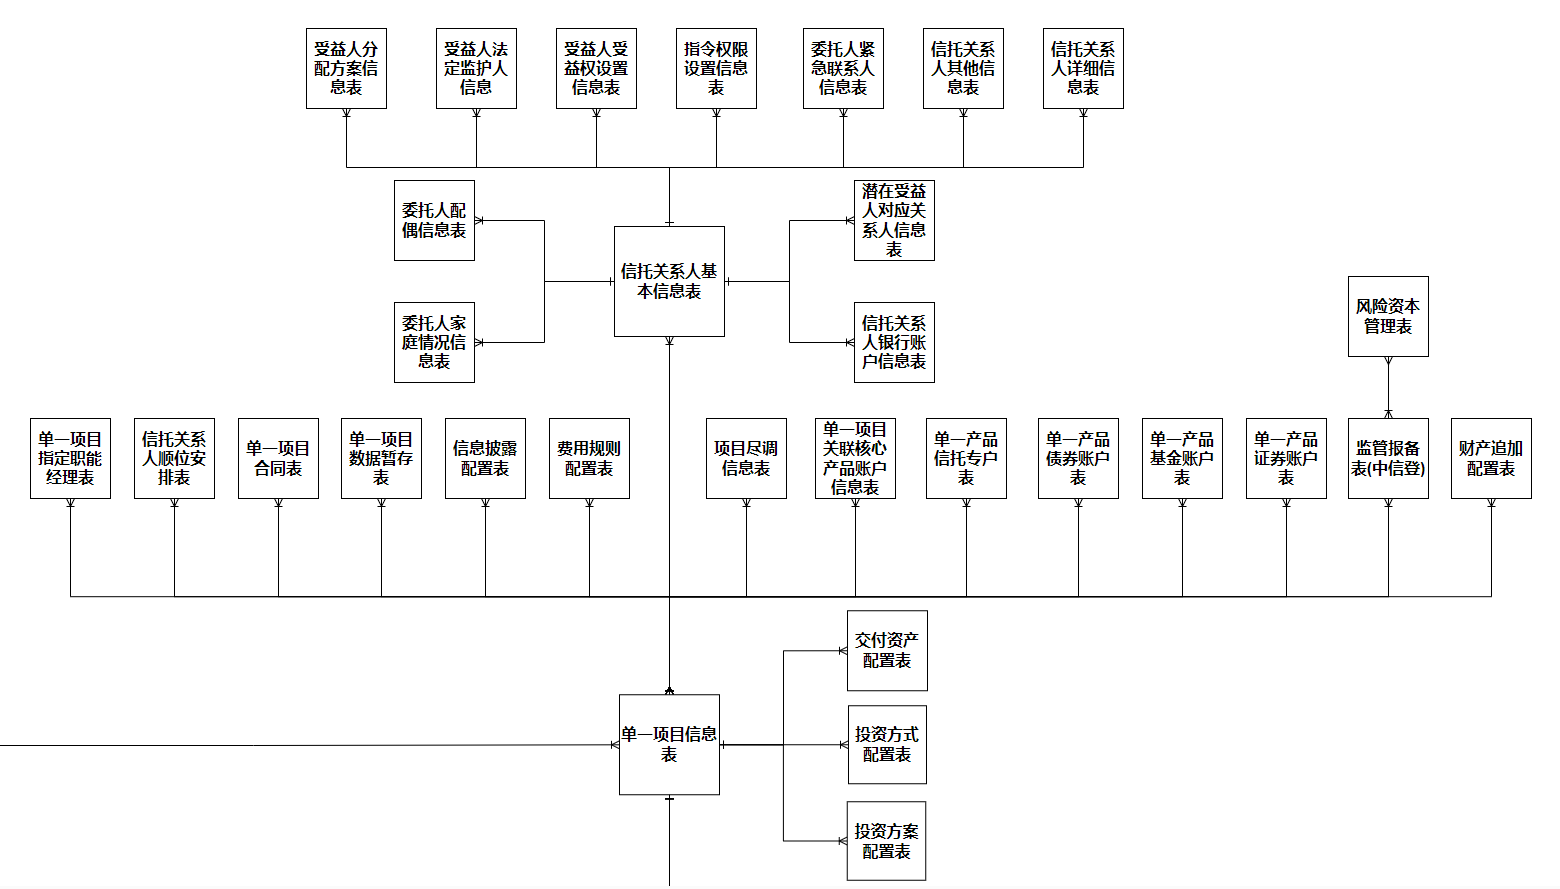 受益人分
配方案信
息表
受益人法
定监护人
信息
受益人受
益权设置
信息表
指令权限
设置信息
表
委托人紧
急联系人
信息表
信托关系
人其他信
息表
信托关系
人详细信
息表
委托人配
偶信息表
潜在受益
人对应关
系人信息
表
信托关系人基
本信息表
委托人家
庭情况信
息表
信托关系
人银行账
户信息表
风险资本
管理表
单一项目
指定职能
经理表
信托关系
人顺位安
排表
单一项目
合同表
单一项目
数据暂存
表
信息披露
配置表
费用规则
配置表
项目尽调
信息表
单一项目
关联核心
产品账户
信息表
单一产品
信托专户
表
单一产品
债券账户
表
单一产品
基金账户
表
单一产品
证券账户
表
监管报备
表(中信登)
财产追加
配置表
交付资产
配置表
单一项目信息
表
投资方式
配置表
投资方案
配置表